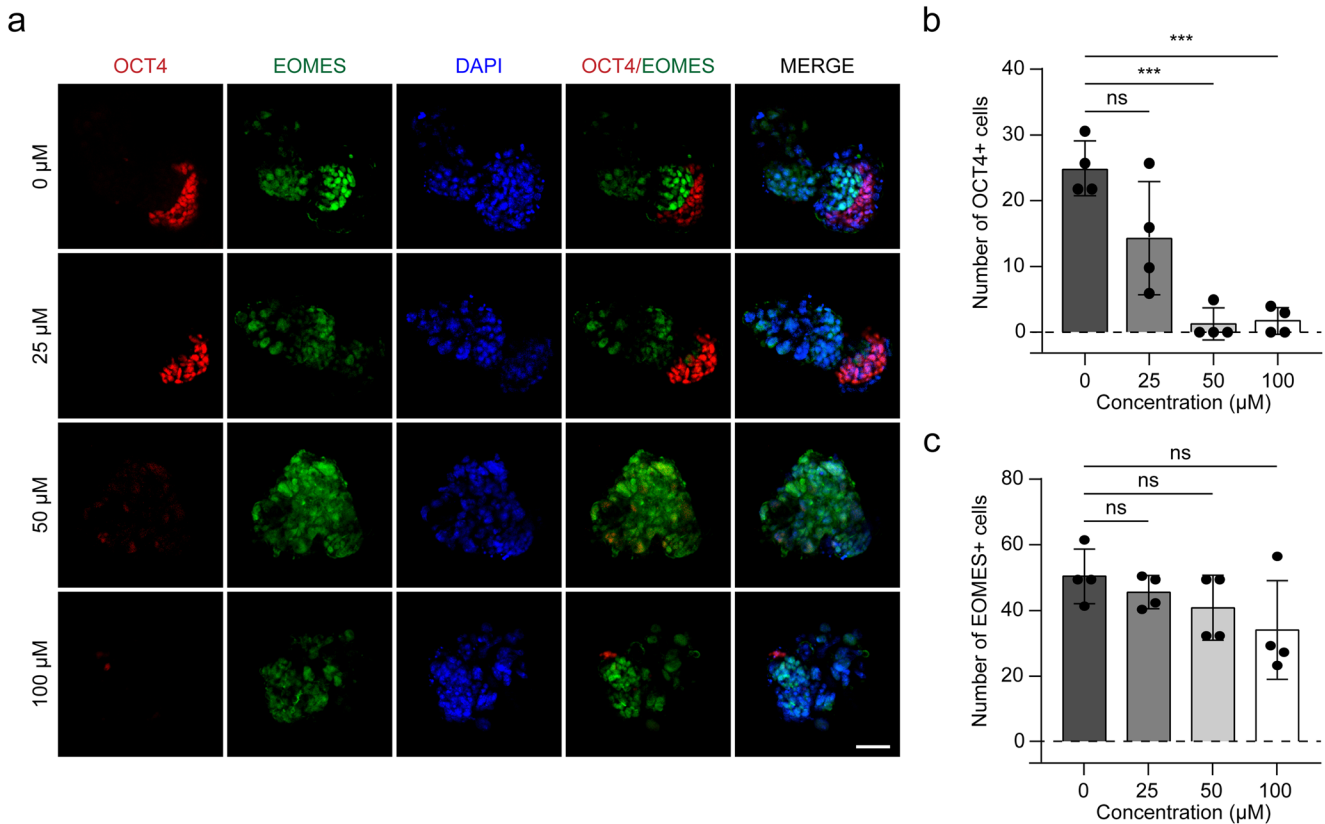 a
OCT4 EOMES DAPI OCT4/EOMES MERGE
0 µM
25 µM
50 µM
100 µM
b
***
***
ns
Number of OCT4+ cells
40
30
20
10
0
0 25 50 100
Concentration (µM)
c
ns
ns
ns
Number of EOMES+ cells
80
60
40
20
0
0 25 50 100
Concentration (µM)